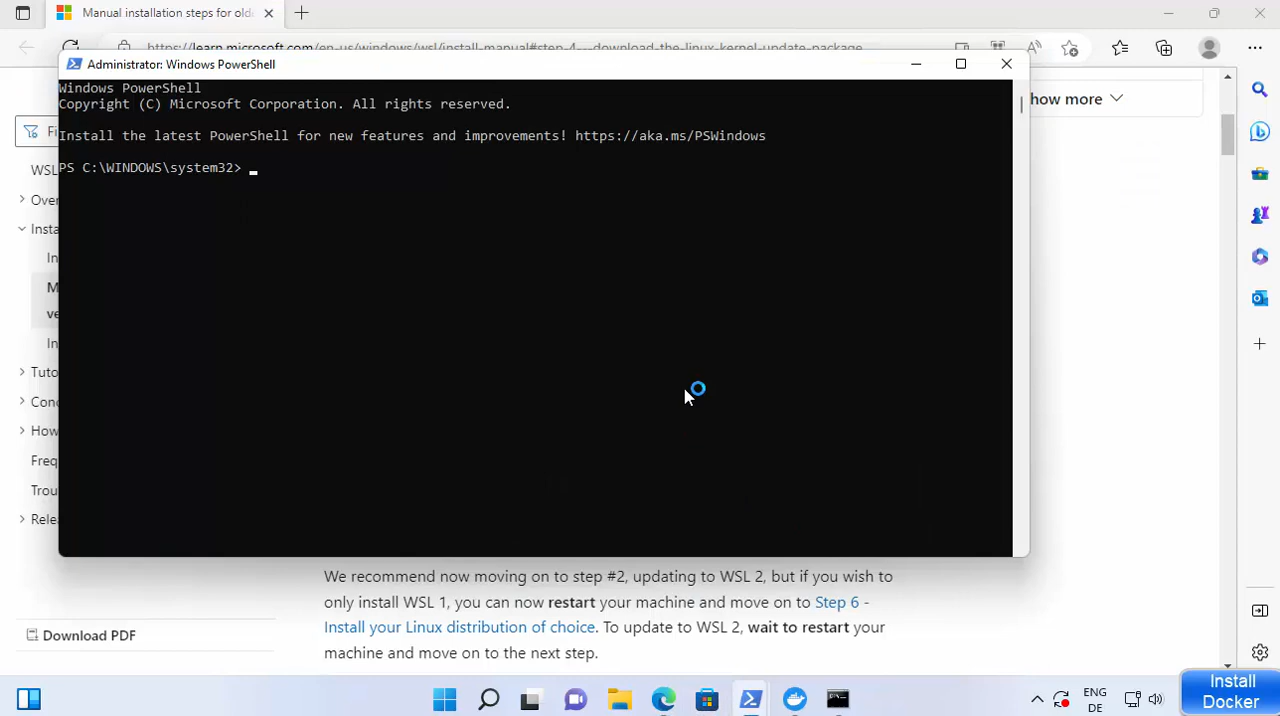 Manual installation steps for olde
https://learn.microsoft.com/en-us/windows/wsl/install-manual#step-4---download-the-linux-kernel-update-package
Administrator: Windows PowerShell
Windows PowerShell
Copyright (C) Microsoft Corporation. All rights reserved.
Install the latest PowerShell for new features and improvements! https://aka.ms/PSWindows
PS C:\WINDOWS\system32>
how more
Fi
WSL
Over
Insta
In
M
ve
In
Tuto
Conc
How
Freq
Trou
Relea
Download PDF
We recommend now moving on to step #2, updating to WSL 2, but if you wish to
only install WSL 1, you can now restart your machine and move on to Step 6 -
Install your Linux distribution of choice. To update to WSL 2, wait to restart your
machine and move on to the next step.
ENG
DE
Install
Docker